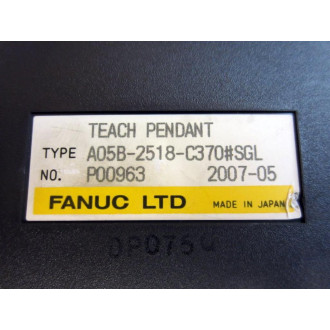 TEACH PENDANT
TYPE A05B-2518-C370#SGL
NO. P00963 2007-05
FANUC LTD MADE IN JAPAN